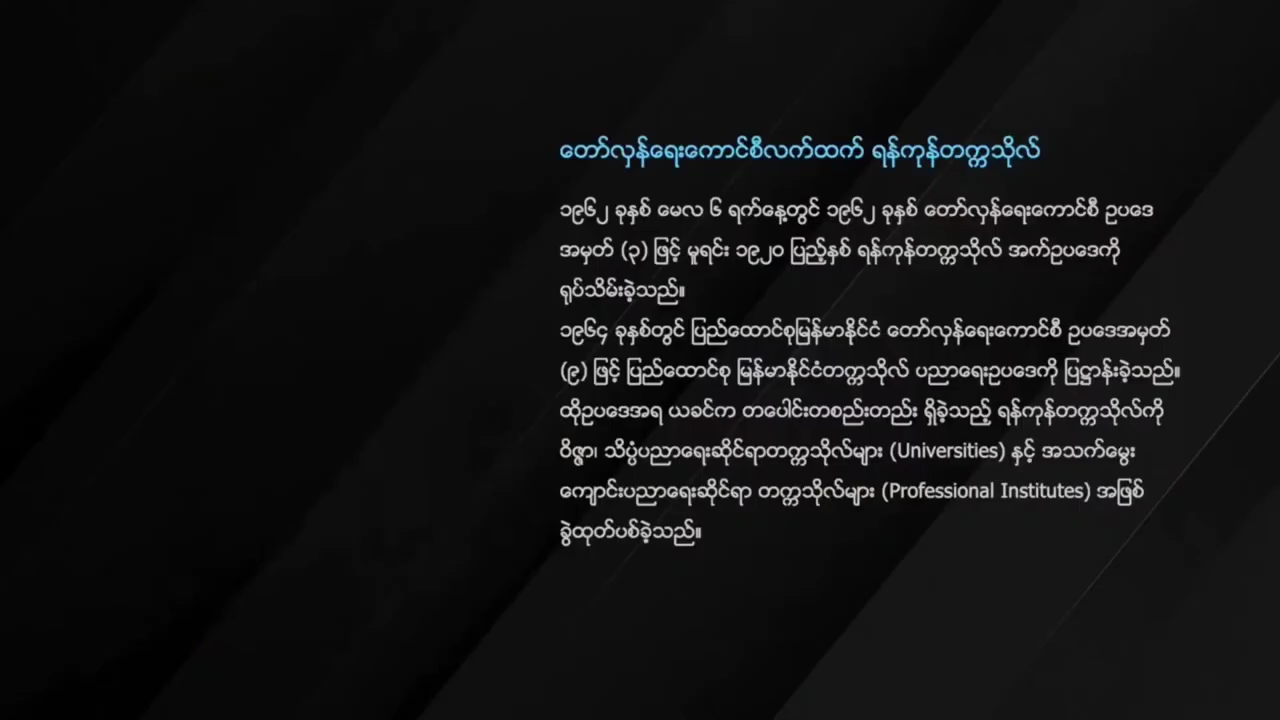 တော်လှန်ရေးကောင်စီလက်ထက် ရန်ကုန်တက္ကသိုလ်
၁၉၆၂ ခုနှစ် မေလ ၆ ရက်နေ့တွင် ၁၉၆၂ ခုနှစ် တော်လှန်ရေးကောင်စီ ဥပဒေ
အမှတ် (၃) ဖြင့် မူရင်း ၁၉၂၀ ပြည့်နှစ် ရန်ကုန်တက္ကသိုလ် အက်ဥပဒေကို
ရုပ်သိမ်းခဲ့သည်။
၁၉၆၄ ခုနှစ်တွင် ပြည်ထောင်စုမြန်မာနိုင်ငံ တော်လှန်ရေးကောင်စီ ဥပဒေအမှတ်
(၉) ဖြင့် ပြည်ထောင်စု မြန်မာနိုင်ငံတက္ကသိုလ် ပညာရေးဥပဒေကို ပြဋ္ဌာန်းခဲ့သည်။
ထိုဥပဒေအရ ယခင်က တပေါင်းတစည်းတည်း ရှိခဲ့သည့် ရန်ကုန်တက္ကသိုလ်ကို
ဝိဇ္ဇာ၊ သိပ္ပံပညာရေးဆိုင်ရာတက္ကသိုလ်များ (Universities) နှင့် အသက်မွေး
ကျောင်းပညာရေးဆိုင်ရာ တက္ကသိုလ်များ (Professional Institutes) အဖြစ်
ခွဲထုတ်ပစ်ခဲ့သည်။